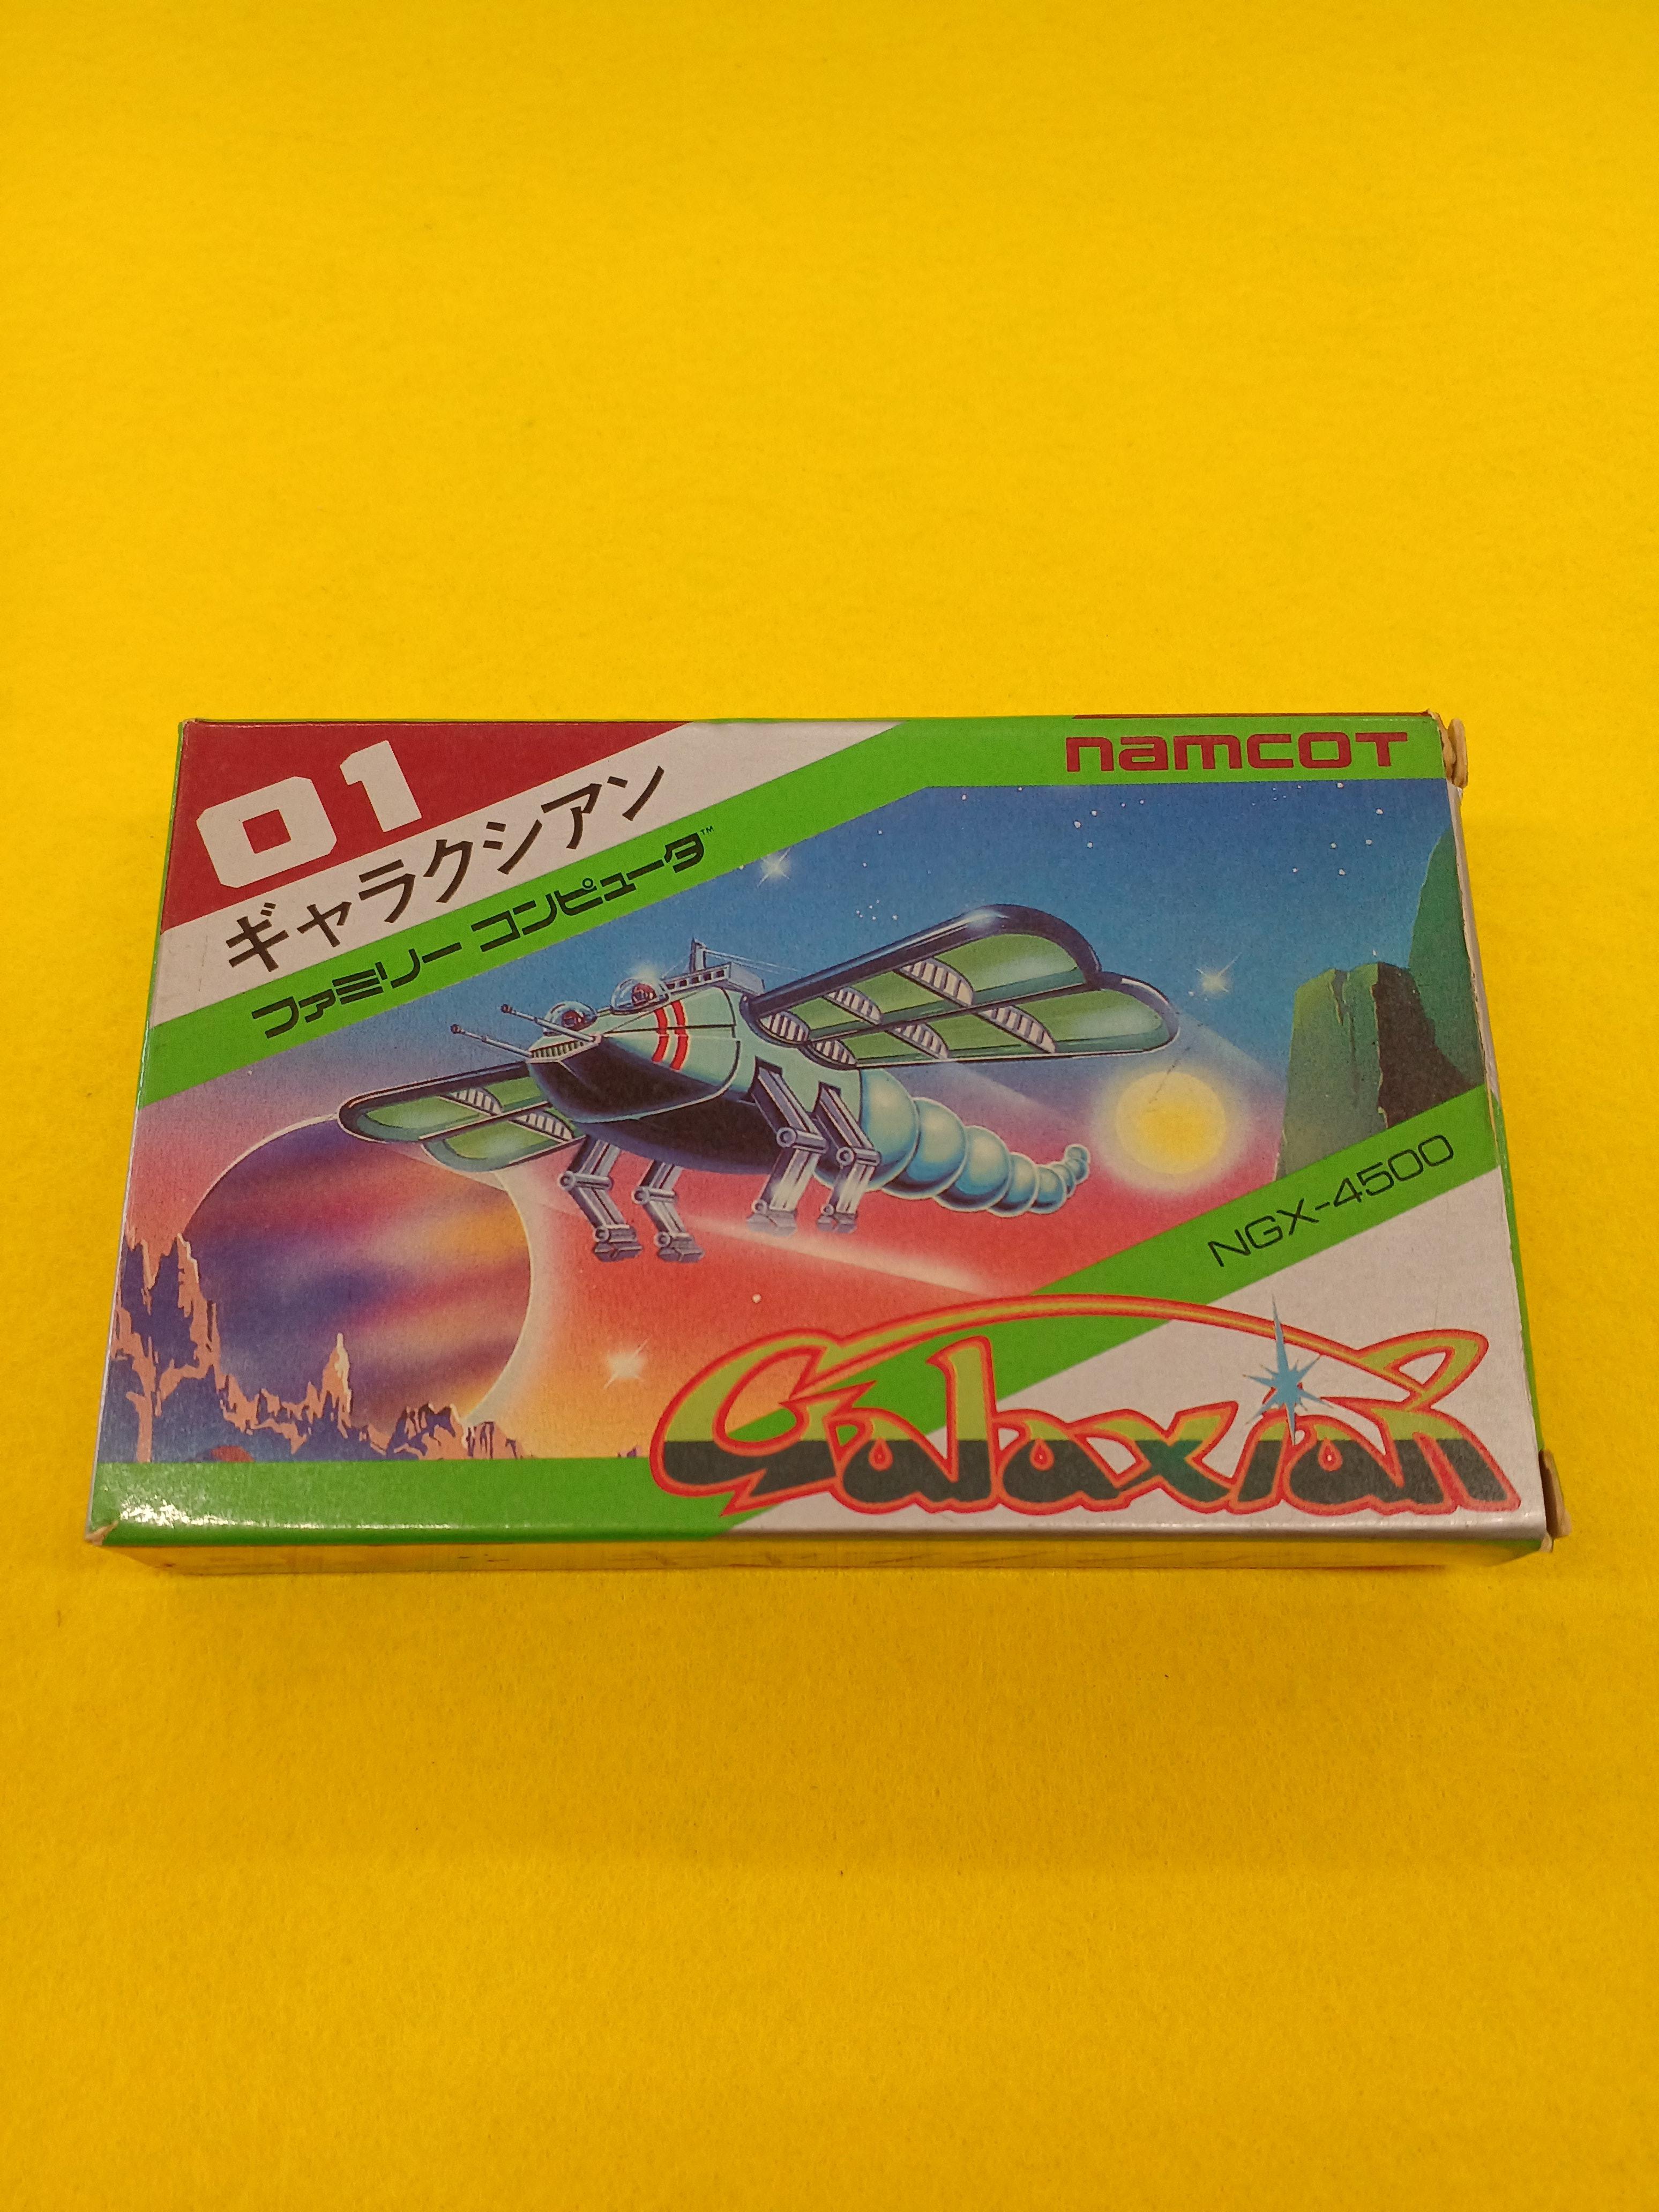 01
namcot
ギャラクシアン
ファミリー コンピュータ™
NGX-4500
Galaxian